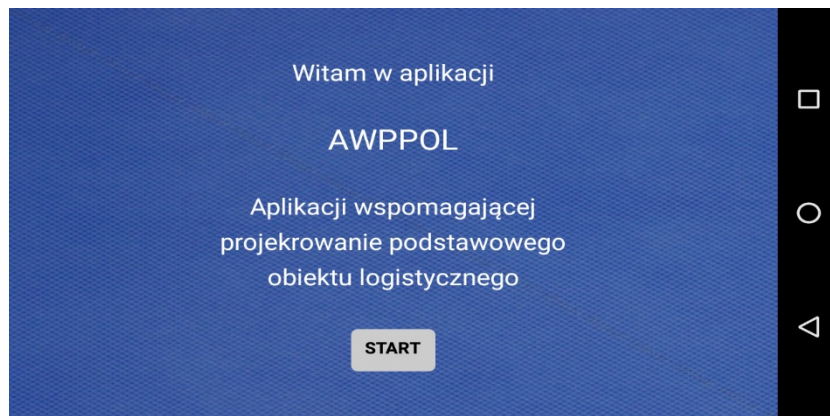 Witam w aplikacji
AWPPOL
Aplikacji wspomagającej
projekrowanie podstawowego
obiektu logistycznego
START